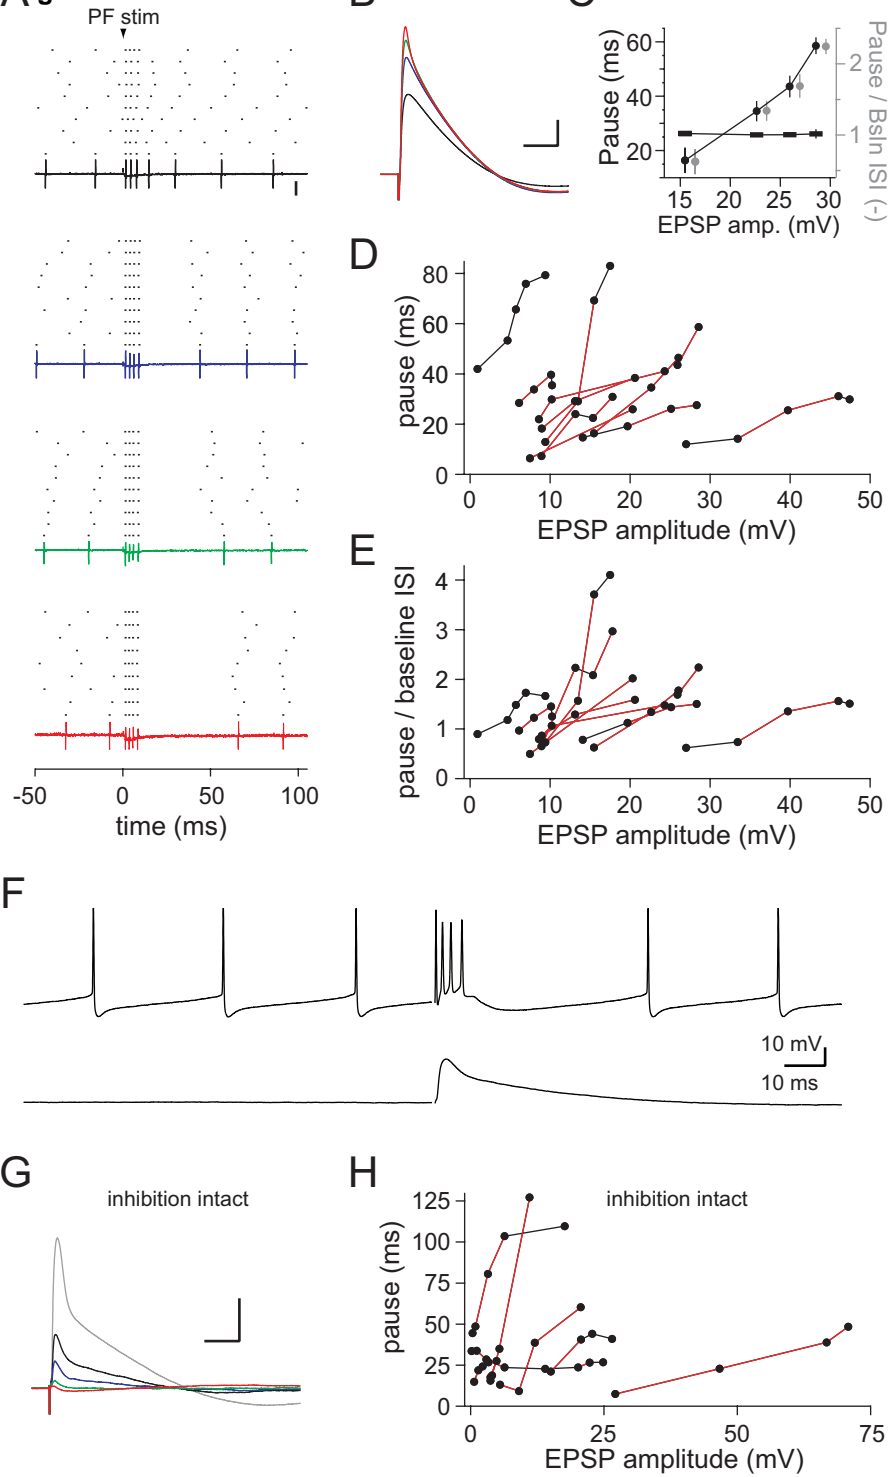 PF stim
-50 0 50 100
time (ms)
B
Pause (ms)
60
40
20
2
1
Pause / Bsln ISI (-)
15 20 25 30
EPSP amp. (mV)
D
pause (ms)
80
60
40
20
0
0 10 20 30 40 50
EPSP amplitude (mV)
E
pause / baseline ISI
4
3
2
1
0
0 10 20 30 40 50
EPSP amplitude (mV)
F
10 mV
10 ms
G
inhibition intact
H
inhibition intact
pause (ms)
125
100
75
50
25
0
0 25 50 75
EPSP amplitude (mV)